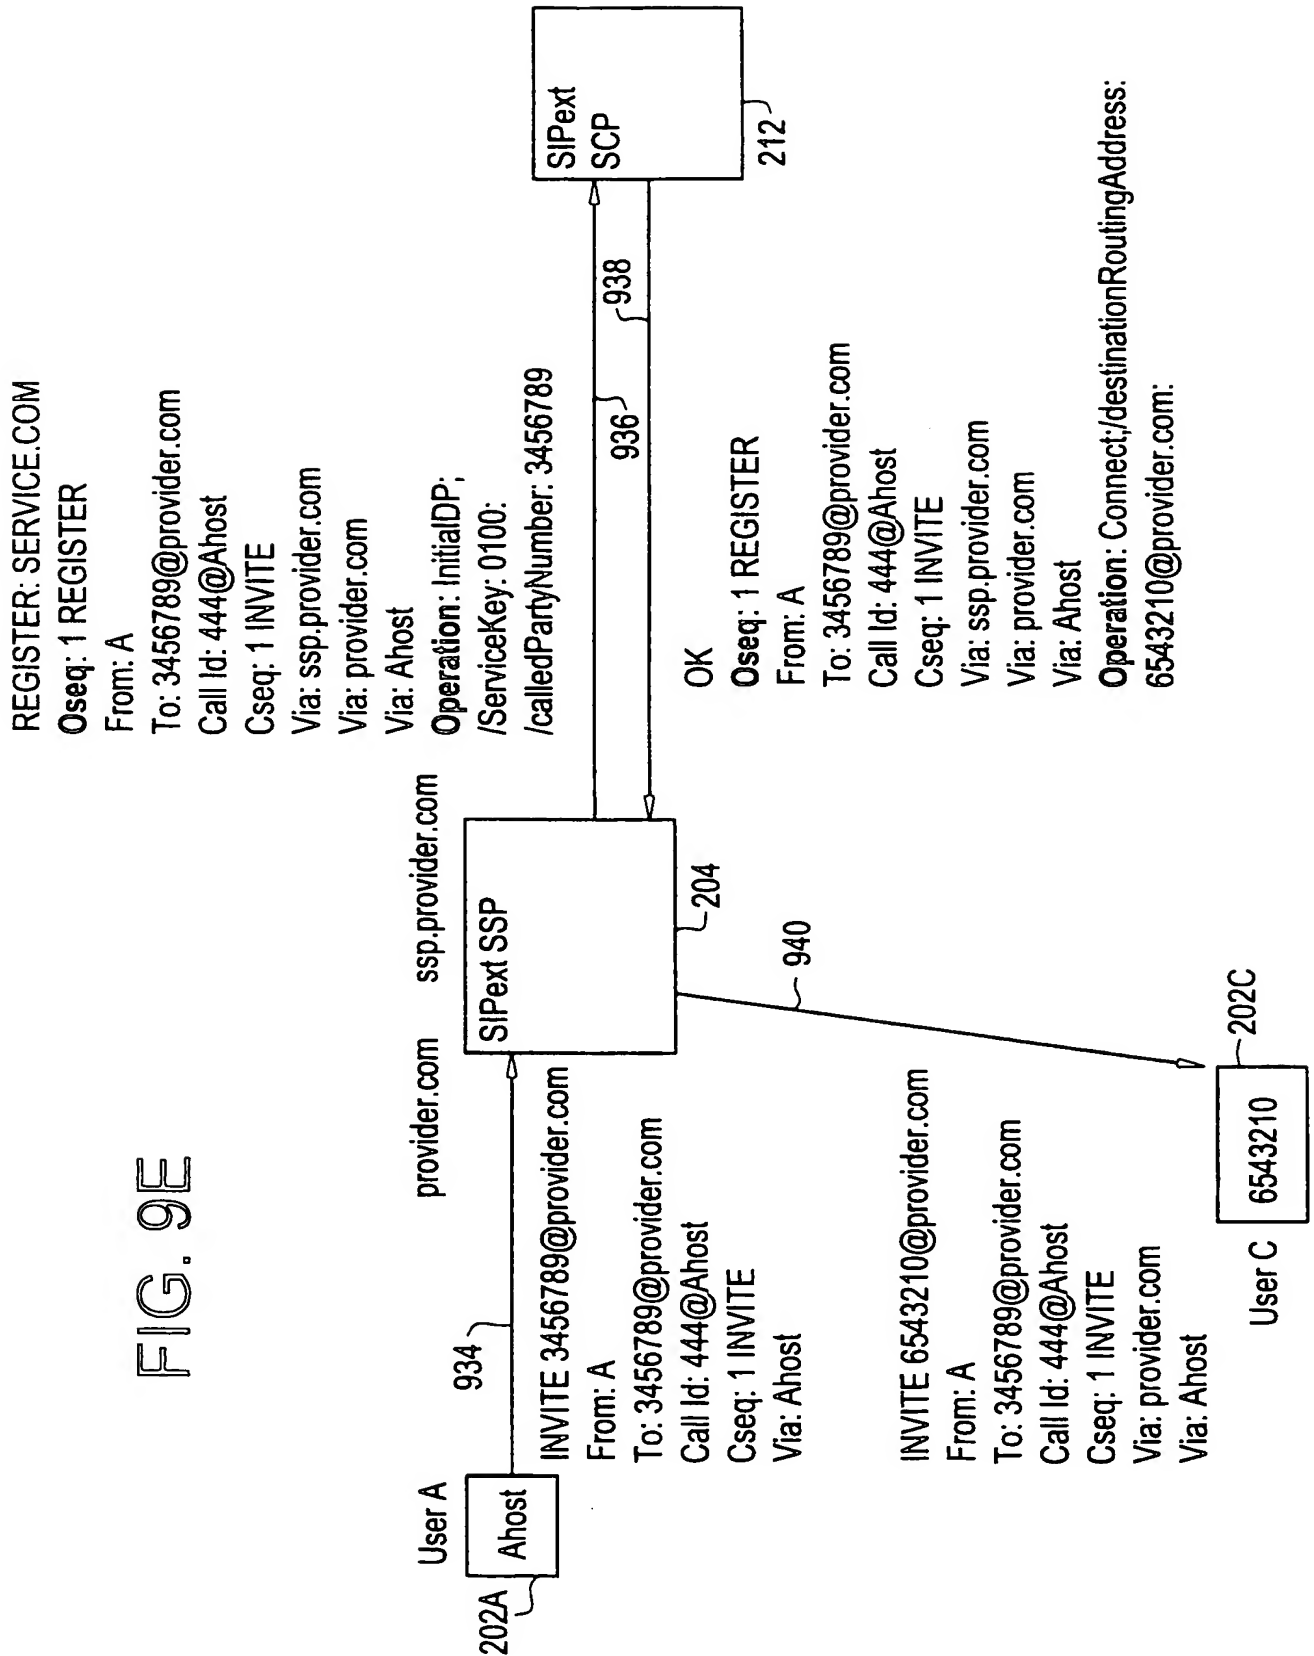 FIG. 9E
User A
Ahost
202A
934
INVITE 3456789@provider.com
From: A
To: 3456789@provider.com
Call Id: 444@Ahost
Cseq: 1 INVITE
Via: Ahost
provider.com
ssp.provider.com
SIPext SSP
204
REGISTER: SERVICE.COM
Oseq: 1 REGISTER
From: A
To: 3456789@provider.com
Call Id: 444@Ahost
Cseq: 1 INVITE
Via: ssp.provider.com
Via: provider.com
Via: Ahost
Operation: InitialDP;
/ServiceKey: 0100:
/calledPartyNumber: 3456789
936
938
SIPext
SCP
212
OK
Oseq: 1 REGISTER
From: A
To: 3456789@provider.com
Call Id: 444@Ahost
Cseq: 1 INVITE
Via: ssp.provider.com
Via: provider.com
Via: Ahost
Operation: Connect;/destinationRoutingAddress:
6543210@provider.com:
940
INVITE 6543210@provider.com
From: A
To: 3456789@provider.com
Call Id: 444@Ahost
Cseq: 1 INVITE
Via: provider.com
Via: Ahost
User C
6543210
202C